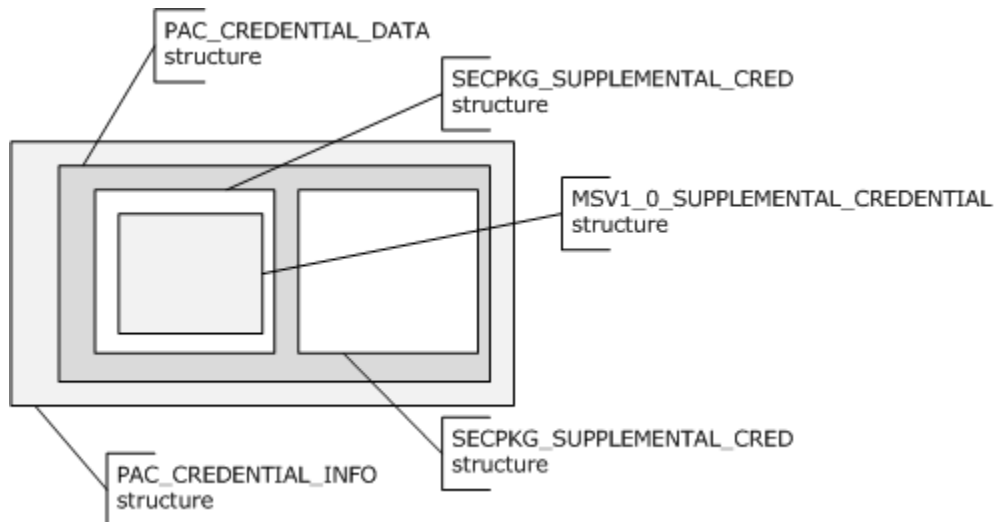 PAC_CREDENTIAL_DATA
structure
SECPKG_SUPPLEMENTAL_CRED
structure
MSV1_0_SUPPLEMENTAL_CREDENTIAL
structure
SECPKG_SUPPLEMENTAL_CRED
structure
PAC_CREDENTIAL_INFO
structure